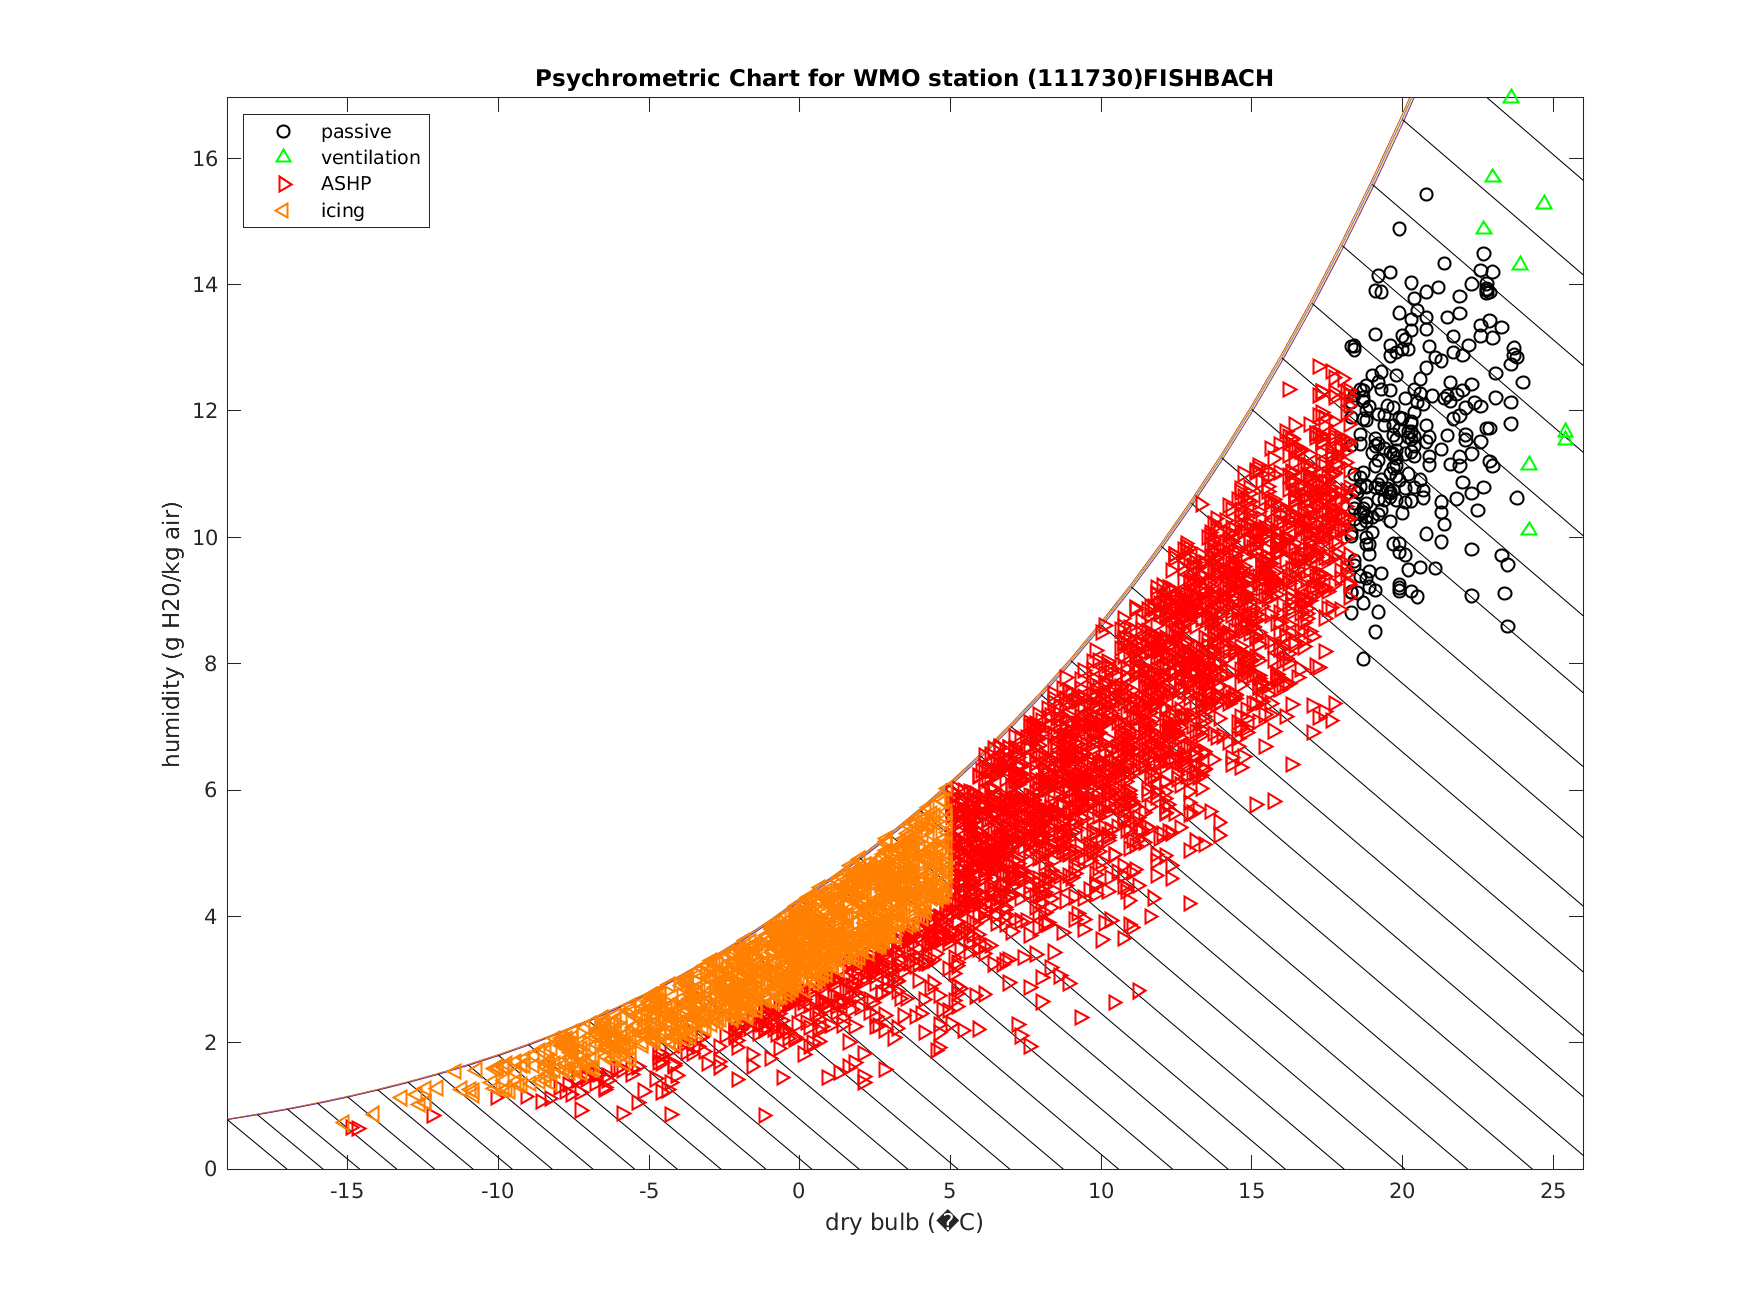 Psychrometric Chart for WMO station (111730)FISHBACH
passive
ventilation
ASHP
icing
humidity (g H20/kg air)
16
14
12
10
8
6
4
2
0
-15 -10 -5 0 5 10 15 20 25
dry bulb (�C)